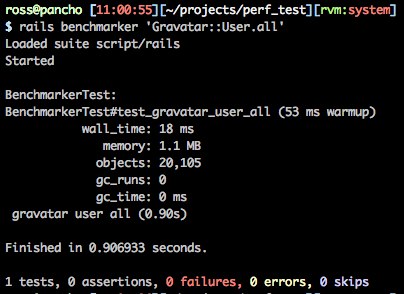 ross@pancho [11:00:55][~/projects/perf_test][rvm:system]
$ rails benchmarker 'Gravatar::User.all'
Loaded suite script/rails
Started

BenchmarkerTest:
BenchmarkerTest#test_gravatar_user_all (53 ms warmup)
           wall_time: 18 ms
              memory: 1.1 MB
             objects: 20,105
             gc_runs: 0
             gc_time: 0 ms
 gravatar user all (0.90s)

Finished in 0.906933 seconds.

1 tests, 0 assertions, 0 failures, 0 errors, 0 skips